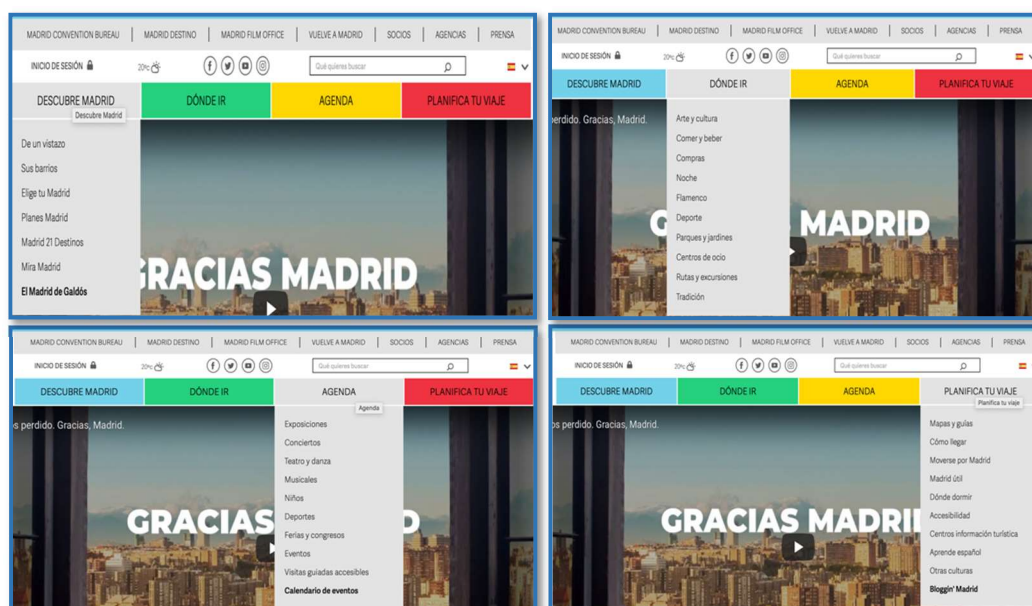 MADRID CONVENTION BUREAU | MADRID DESTINO | MADRID FILM OFFICE | VUELVE A MADRID | SOCIOS | AGENCIAS | PRENSA
INICIO DE SESIÓN 20ºc Qué quieres buscar
DESCUBRE MADRID DÓNDE IR AGENDA PLANIFICA TU VIAJE
Descubre Madrid
De un vistazo
Sus barrios
Elige tu Madrid
Planes Madrid
Madrid 21 Destinos
Mira Madrid
El Madrid de Galdós
GRACIAS MADRID
MADRID CONVENTION BUREAU | MADRID DESTINO | MADRID FILM OFFICE | VUELVE A MADRID | SOCIOS | AGENCIAS | PRENSA
INICIO DE SESIÓN 20ºc Qué quieres buscar
DESCUBRE MADRID DÓNDE IR AGENDA PLANIFICA TU VIAJE
perdido. Gracias, Madrid.
Arte y cultura
Comer y beber
Compras
Noche
Flamenco
Deporte
Parques y jardines
Centros de ocio
Rutas y excursiones
Tradición
G MADRID
MADRID CONVENTION BUREAU | MADRID DESTINO | MADRID FILM OFFICE | VUELVE A MADRID | SOCIOS | AGENCIAS | PRENSA
INICIO DE SESIÓN 20ºc Qué quieres buscar
DESCUBRE MADRID DÓNDE IR AGENDA PLANIFICA TU VIAJE
Agenda
s perdido. Gracias, Madrid.
Exposiciones
Conciertos
Teatro y danza
Musicales
Niños
Deportes
Ferias y congresos
Eventos
Visitas guiadas accesibles
Calendario de eventos
GRACIAS D
MADRID CONVENTION BUREAU | MADRID DESTINO | MADRID FILM OFFICE | VUELVE A MADRID | SOCIOS | AGENCIAS | PRENSA
INICIO DE SESIÓN 20ºc Qué quieres buscar
DESCUBRE MADRID DÓNDE IR AGENDA PLANIFICA TU VIAJE
Planifica tu viaje
os perdido. Gracias, Madrid.
Mapas y guías
Cómo llegar
Moverse por Madrid
Madrid útil
Dónde dormir
Accesibilidad
Centros información turística
Aprende español
Otras culturas
Bloggin' Madrid
GRACIAS MADRI